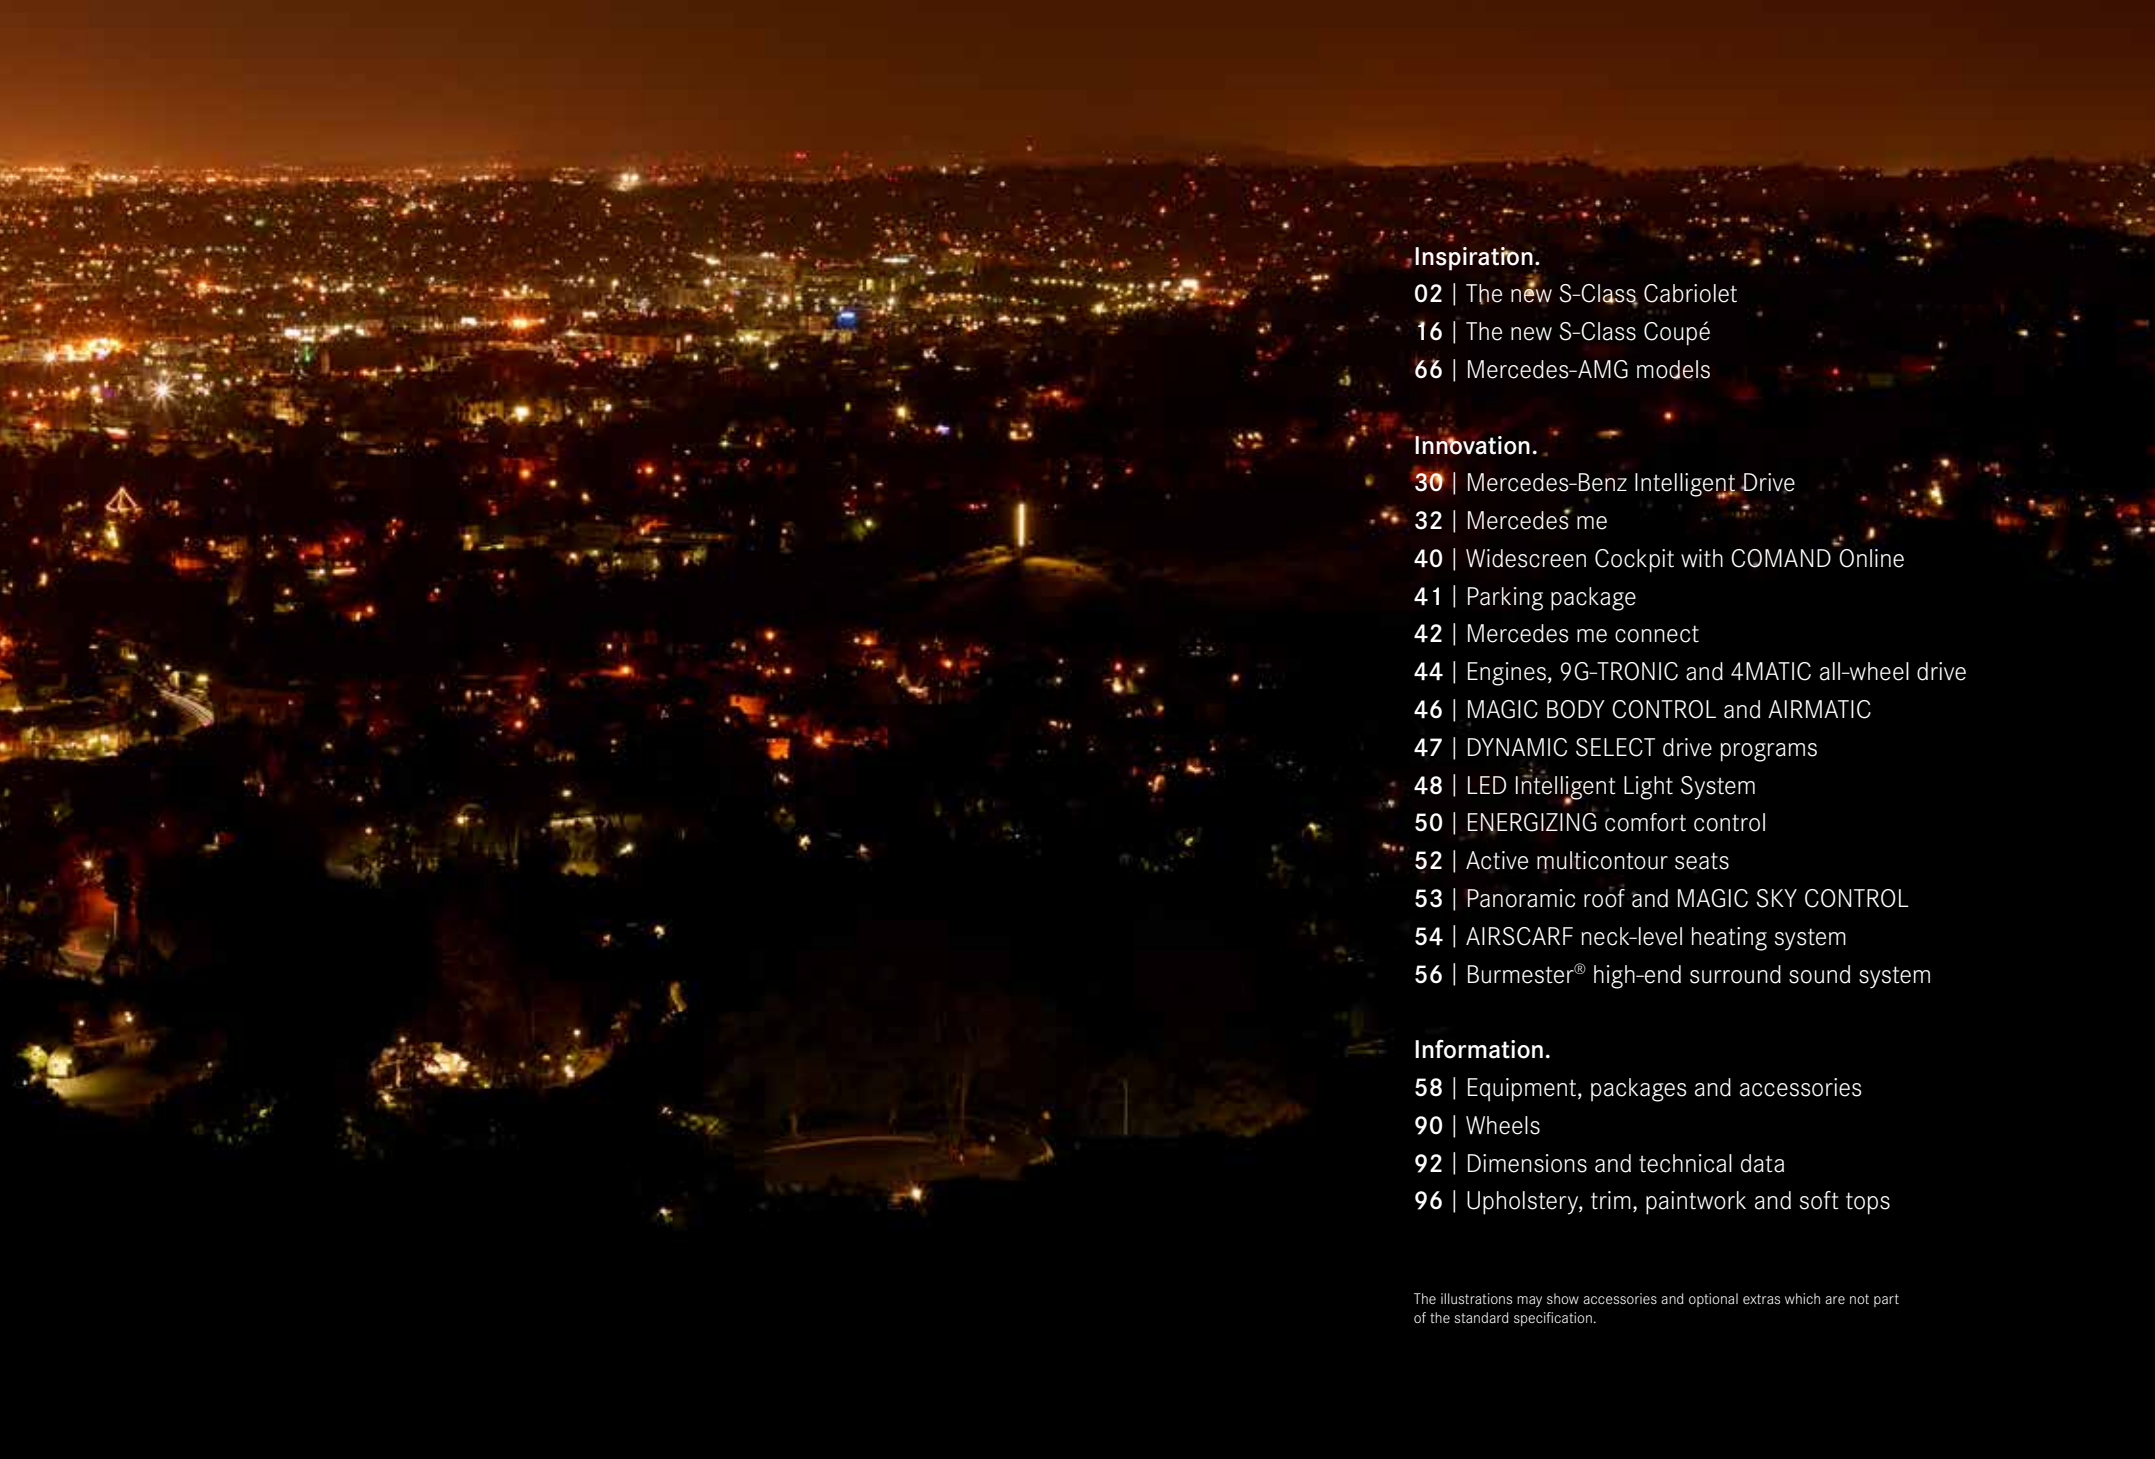 Inspiration.
02 | The new S-Class Cabriolet
16 | The new S-Class Coupé
66 | Mercedes-AMG models
Innovation.
30 | Mercedes-Benz Intelligent Drive
32 | Mercedes me
40 | Widescreen Cockpit with COMAND Online
41 | Parking package
42 | Mercedes me connect
44 | Engines, 9G-TRONIC and 4MATIC all-wheel drive
46 | MAGIC BODY CONTROL and AIRMATIC
47 | DYNAMIC SELECT drive programs
48 | LED Intelligent Light System
50 | ENERGIZING comfort control
52 | Active multicontour seats
53 | Panoramic roof and MAGIC SKY CONTROL
54 | AIRSCARF neck-level heating system
56 | Burmester® high-end surround sound system
Information.
58 | Equipment, packages and accessories
90 | Wheels
92 | Dimensions and technical data
96 | Upholstery, trim, paintwork and soft tops
The illustrations may show accessories and optional extras which are not part
of the standard specification.